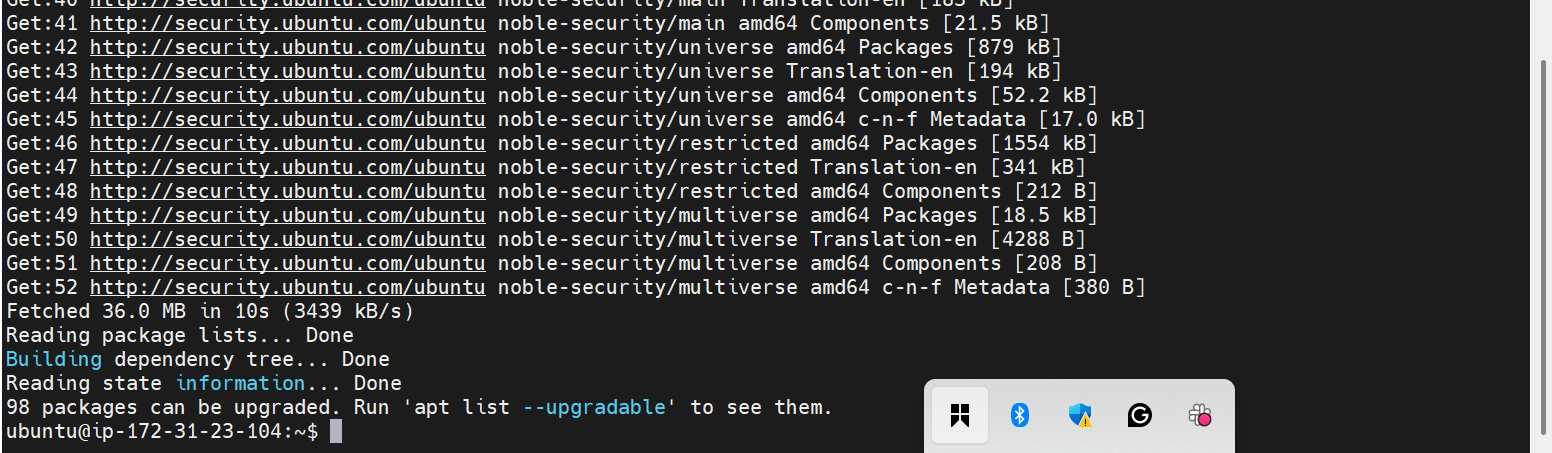 Get:40 http://security.ubuntu.com/ubuntu noble-security/main Translation-en [183 kB]
Get:41 http://security.ubuntu.com/ubuntu noble-security/main amd64 Components [21.5 kB]
Get:42 http://security.ubuntu.com/ubuntu noble-security/universe amd64 Packages [879 kB]
Get:43 http://security.ubuntu.com/ubuntu noble-security/universe Translation-en [194 kB]
Get:44 http://security.ubuntu.com/ubuntu noble-security/universe amd64 Components [52.2 kB]
Get:45 http://security.ubuntu.com/ubuntu noble-security/universe amd64 c-n-f Metadata [17.0 kB]
Get:46 http://security.ubuntu.com/ubuntu noble-security/restricted amd64 Packages [1554 kB]
Get:47 http://security.ubuntu.com/ubuntu noble-security/restricted Translation-en [341 kB]
Get:48 http://security.ubuntu.com/ubuntu noble-security/restricted amd64 Components [212 B]
Get:49 http://security.ubuntu.com/ubuntu noble-security/multiverse amd64 Packages [18.5 kB]
Get:50 http://security.ubuntu.com/ubuntu noble-security/multiverse Translation-en [4288 B]
Get:51 http://security.ubuntu.com/ubuntu noble-security/multiverse amd64 Components [208 B]
Get:52 http://security.ubuntu.com/ubuntu noble-security/multiverse amd64 c-n-f Metadata [380 B]
Fetched 36.0 MB in 10s (3439 kB/s)
Reading package lists... Done
Building dependency tree... Done
Reading state information... Done
98 packages can be upgraded. Run 'apt list --upgradable' to see them.
ubuntu@ip-172-31-23-104:~$